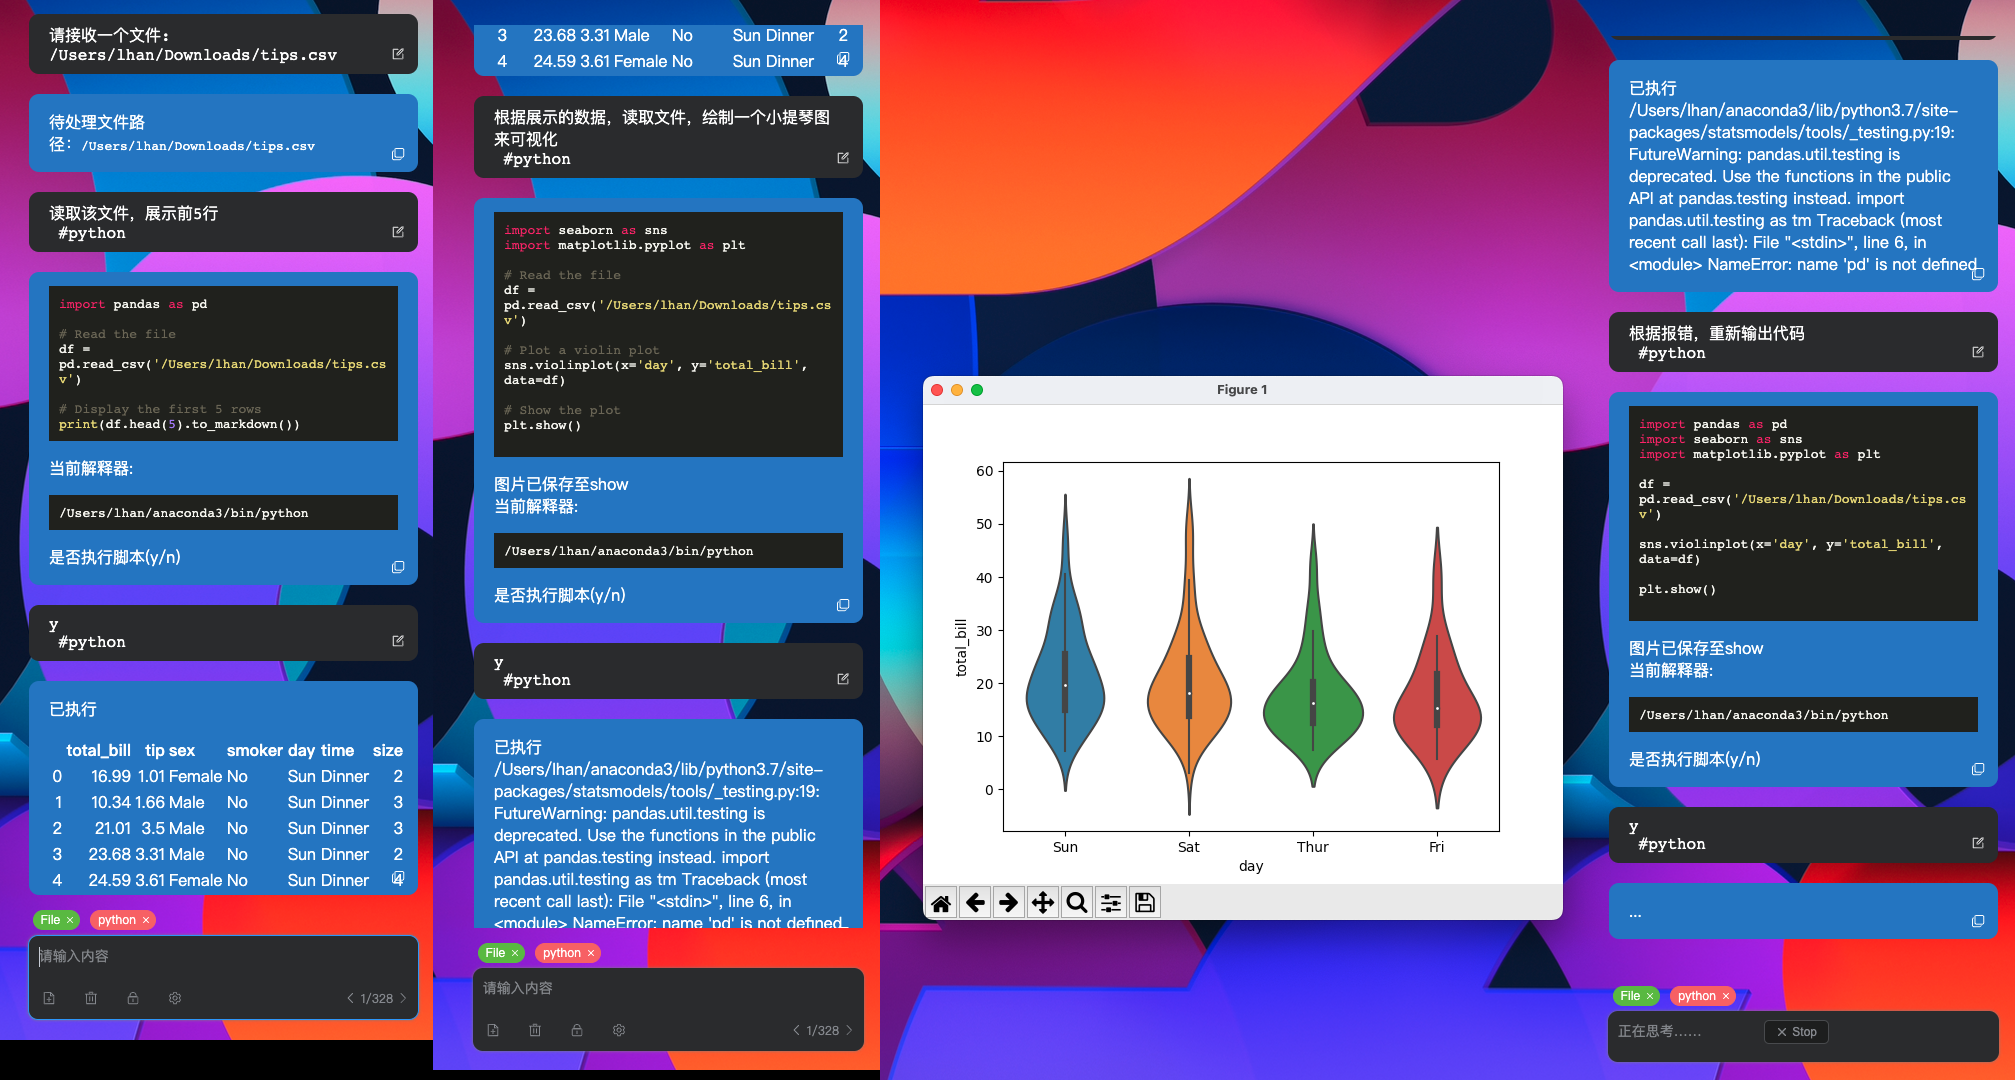 请接收一个文件:
/Users/lhan/Downloads/tips.csv
待处理文件路
径: /Users/lhan/Downloads/tips.csv
读取该文件，展示前5行
#python
import pandas as pd
# Read the file
df =
pd.read_csv('/Users/lhan/Downloads/tips.cs
v')
# Display the first 5 rows
print(df.head(5).to_markdown())
当前解释器:
/Users/lhan/anaconda3/bin/python
是否执行脚本(y/n)
y
#python
已执行
total_bill tip sex smoker day time size
0 16.99 1.01 Female No Sun Dinner 2
1 10.34 1.66 Male No Sun Dinner 3
2 21.01 3.5 Male No Sun Dinner 3
3 23.68 3.31 Male No Sun Dinner 2
4 24.59 3.61 Female No Sun Dinner 4
File × python ×
请输入内容
1/328
3 23.68 3.31 Male No Sun Dinner 2
4 24.59 3.61 Female No Sun Dinner 4
根据展示的数据，读取文件，绘制一个小提琴图
来可视化
#python
import seaborn as sns
import matplotlib.pyplot as plt
# Read the file
df =
pd.read_csv('/Users/lhan/Downloads/tips.cs
v')
# Plot a violin plot
sns.violinplot(x='day', y='total_bill',
data=df)
# Show the plot
plt.show()
图片已保存至show
当前解释器:
/Users/lhan/anaconda3/bin/python
是否执行脚本(y/n)
y
#python
已执行
/Users/lhan/anaconda3/lib/python3.7/site-
packages/statsmodels/tools/_testing.py:19:
FutureWarning: pandas.util.testing is
deprecated. Use the functions in the public
API at pandas.testing instead. import
pandas.util.testing as tm Traceback (most
recent call last): File "<stdin>", line 6, in
<module> NameError: name 'pd' is not defined
File × python ×
请输入内容
1/328
Figure 1
60
50
40
30
20
10
0
total_bill
Sun Sat Thur Fri
day
已执行
/Users/lhan/anaconda3/lib/python3.7/site-
packages/statsmodels/tools/_testing.py:19:
FutureWarning: pandas.util.testing is
deprecated. Use the functions in the public
API at pandas.testing instead. import
pandas.util.testing as tm Traceback (most
recent call last): File "<stdin>", line 6, in
<module> NameError: name 'pd' is not defined
根据报错，重新输出代码
#python
import pandas as pd
import seaborn as sns
import matplotlib.pyplot as plt
df =
pd.read_csv('/Users/lhan/Downloads/tips.cs
v')
sns.violinplot(x='day', y='total_bill',
data=df)
plt.show()
图片已保存至show
当前解释器:
/Users/lhan/anaconda3/bin/python
是否执行脚本(y/n)
y
#python
...
File × python ×
正在思考......
× Stop